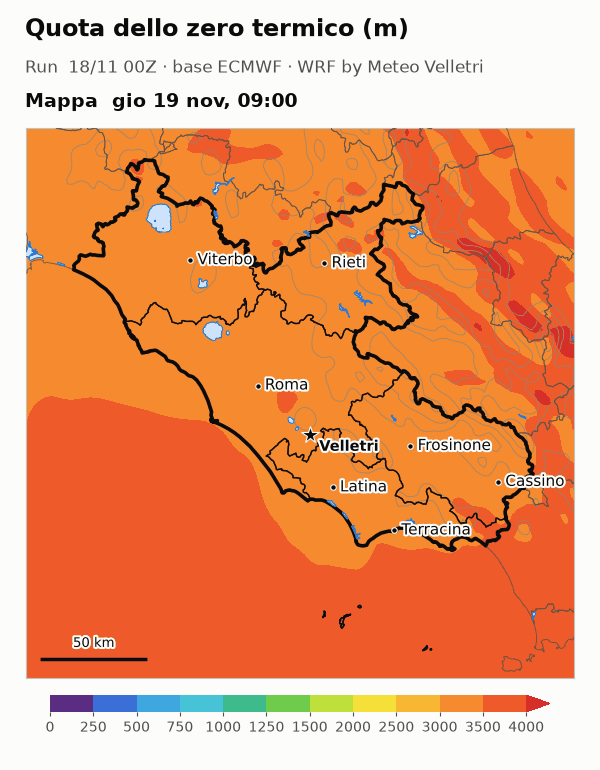 Quota dello zero termico (m)
Run  18/11 00Z · base ECMWF · WRF by Meteo Velletri
Mappa  gio 19 nov, 09:00
Viterbo
Rieti
Roma
Velletri
Frosinone
Cassino
Latina
Terracina
50 km
0 250 500 750 1000 1250 1500 2000 2500 3000 3500 4000